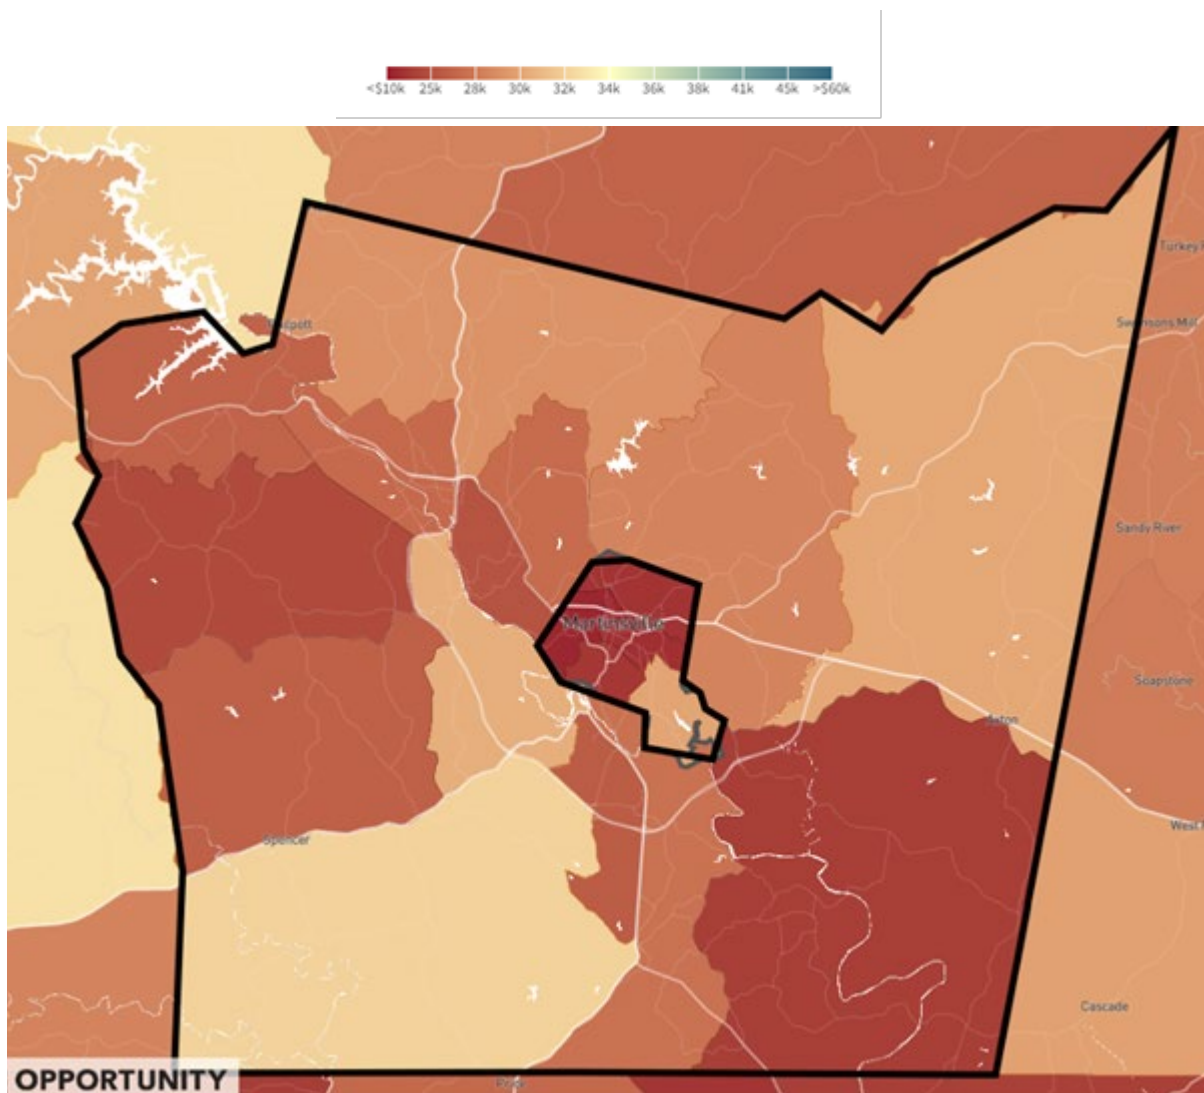 <$10k 25k 28k 30k 32k 34k 36k 38k 41k 45k >$60k
Turkey
Swansons Mill
Sandy River
Martinsville
Soapstone
Axton
West
Spencer
Cascade
OPPORTUNITY
Price